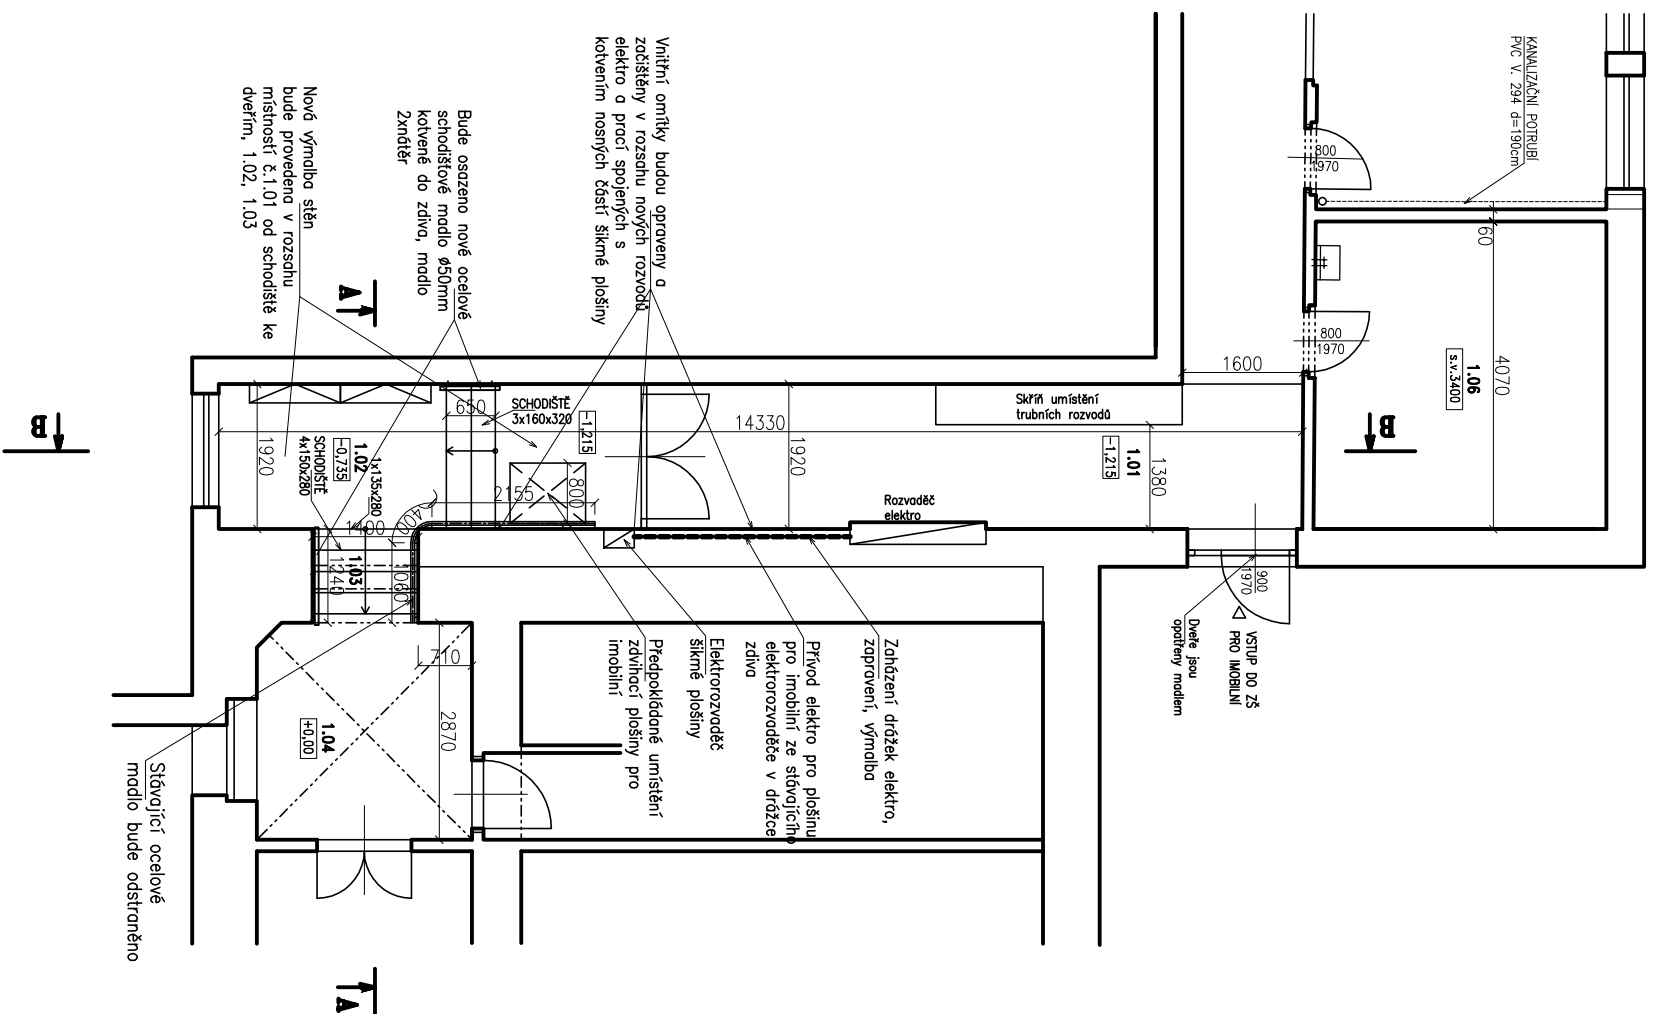 KANALIZAČNÍ POTRUBÍ
PVC V. 294 d=190cm
800
1970
60
4070
800
1970
1.06
s.v.3400
B
1600
Vnitřní omítky budou opraveny a
začištěny v rozsahu nových rozvodů
elektro a prací spojených s
kotvením nosných částí šikmé plošiny
Bude osazeno nové ocelové
schodišťové madlo ø50mm
kotvené do zdiva, madlo
2xnátěr
Nová výmalba stěn
bude provedena v rozsahu
místností č.1.01 od schodiště ke
dveřím, 1.02, 1.03
A
B
650
SCHODIŠTĚ
3x160x320
-1,215
14330
1920
Skříň umístění
trubních rozvodů
1.01
-1,215
1380
1920
1.02
-0,735
SCHODIŠTĚ
4x150x280
1x135x280
2155
800
400
1400
1.03
1240
1060
Rozvaděč
elektro
900
1970
VSTUP DO ZŠ
PRO IMOBILNÍ
Dveře jsou
opatřeny madlem
Zaházení drážek elektro,
zapravení, výmalba
Přívod elektro pro plošinu
pro imobilní ze stávajícího
elektrorozvaděče v drážce
zdiva
Elektrorozvaděč
šikmé plošiny
Předpokládané umístění
zdvihací plošiny pro
imobilní
710
2870
1.04
+0,00
Stávající ocelové
madlo bude odstraněno
A